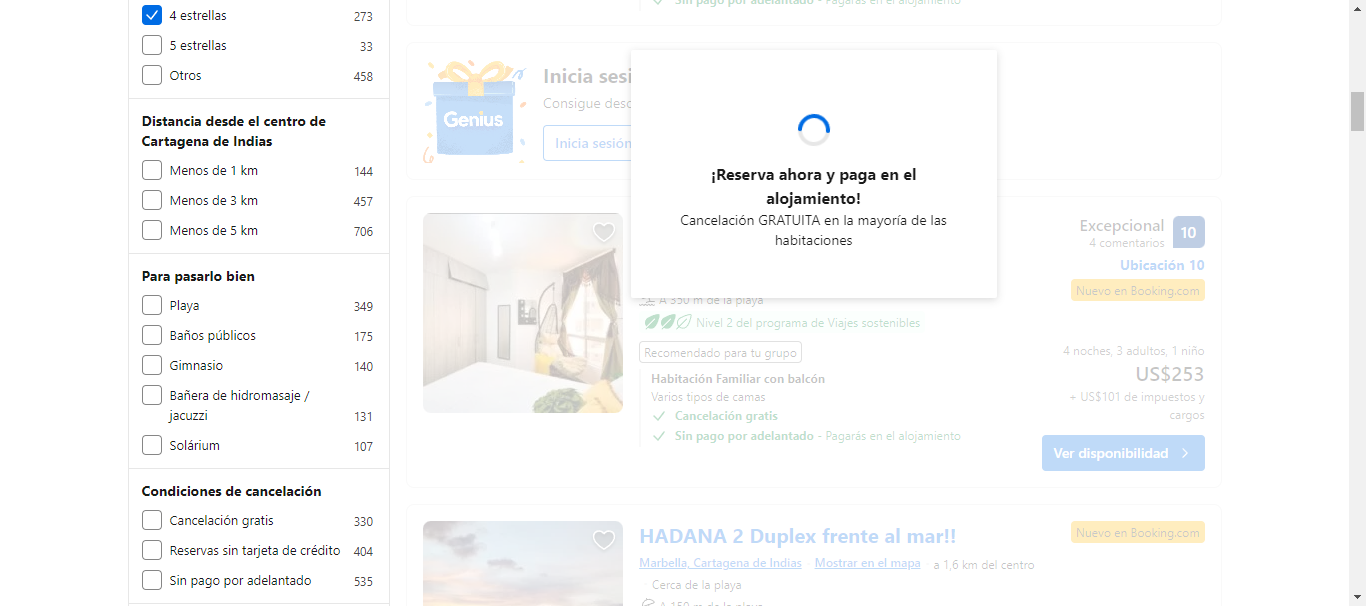 4 estrellas 273
5 estrellas 33
Otros 458
Distancia desde el centro de
Cartagena de Indias
Menos de 1 km 144
Menos de 3 km 457
Menos de 5 km 706
Para pasarlo bien
Playa 349
Baños públicos 175
Gimnasio 140
Bañera de hidromasaje /
jacuzzi 131
Solárium 107
Condiciones de cancelación
Cancelación gratis 330
Reservas sin tarjeta de crédito 404
Sin pago por adelantado 535
Sin pago por adelantado - Pagarás en el alojamiento
Genius
Inicia sesi
Consigue desc
Inicia sesión
¡Reserva ahora y paga en el
alojamiento!
Cancelación GRATUITA en la mayoría de las
habitaciones
Excepcional 10
4 comentarios
Ubicación 10
Nuevo en Booking.com
A 350 m de la playa
Nivel 2 del programa de Viajes sostenibles
Recomendado para tu grupo
Habitación Familiar con balcón
Varios tipos de camas
Cancelación gratis
Sin pago por adelantado - Pagarás en el alojamiento
4 noches, 3 adultos, 1 niño
US$253
+ US$101 de impuestos y
cargos
Ver disponibilidad
HADANA 2 Duplex frente al mar!!
Nuevo en Booking.com
Marbella, Cartagena de Indias Mostrar en el mapa a 1,6 km del centro
Cerca de la playa
A 150 m de la playa